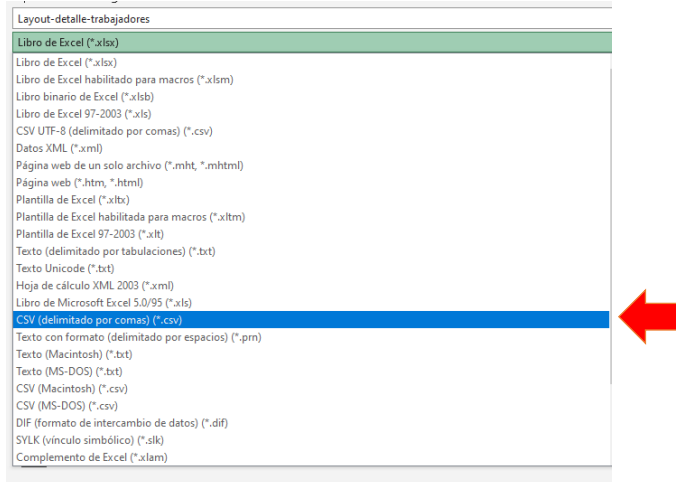 Layout-detalle-trabajadores
Libro de Excel (*.xlsx)
Libro de Excel (*.xlsx)
Libro de Excel habilitado para macros (*.xlsm)
Libro binario de Excel (*.xlsb)
Libro de Excel 97-2003 (*.xls)
CSV UTF-8 (delimitado por comas) (*.csv)
Datos XML (*.xml)
Página web de un solo archivo (*.mht, *.mhtml)
Página web (*.htm, *.html)
Plantilla de Excel (*.xltx)
Plantilla de Excel habilitada para macros (*.xltm)
Plantilla de Excel 97-2003 (*.xlt)
Texto (delimitado por tabulaciones) (*.txt)
Texto Unicode (*.txt)
Hoja de cálculo XML 2003 (*.xml)
Libro de Microsoft Excel 5.0/95 (*.xls)
CSV (delimitado por comas) (*.csv)
Texto con formato (delimitado por espacios) (*.prn)
Texto (Macintosh) (*.txt)
Texto (MS-DOS) (*.txt)
CSV (Macintosh) (*.csv)
CSV (MS-DOS) (*.csv)
DIF (formato de intercambio de datos) (*.dif)
SYLK (vínculo simbólico) (*.slk)
Complemento de Excel (*.xlam)